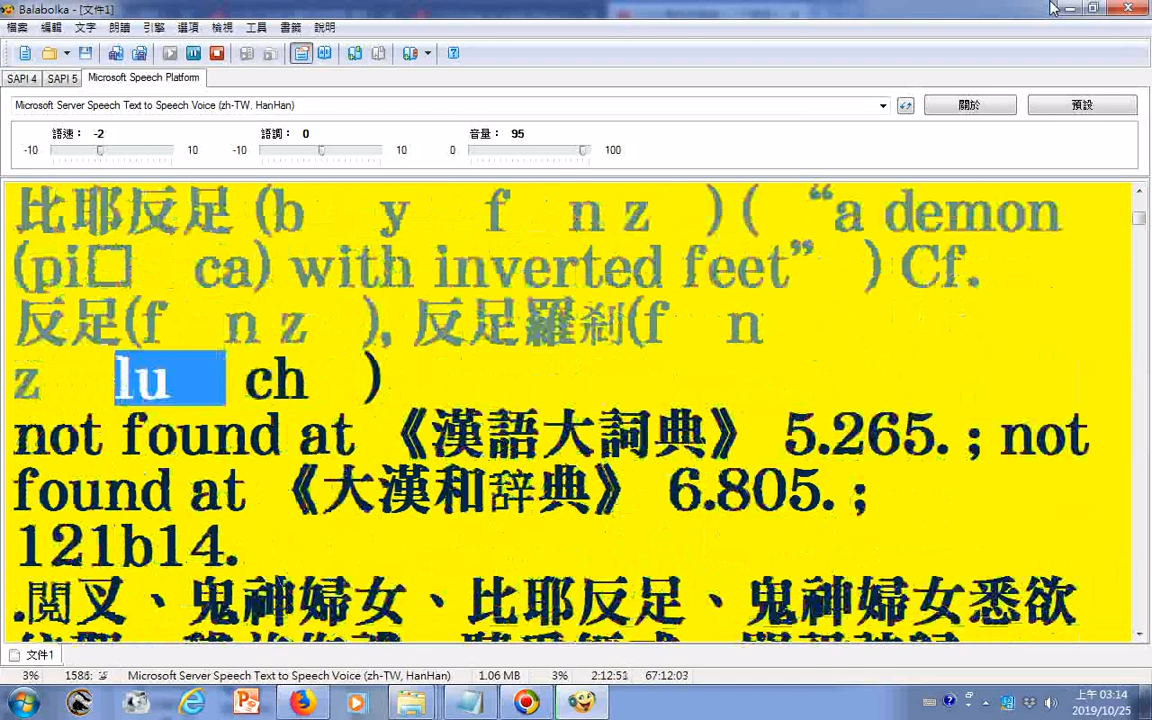 Balabolka - [文件1]
檔案 編輯 文字 朗讀 引擎 選項 檢視 工具 書籤 說明
SAPI 4 SAPI 5 Microsoft Speech Platform
Microsoft Server Speech Text to Speech Voice (zh-TW, HanHan) 關於 預設
語速： -2 語調： 0 音量： 95
-10 10 -10 10 0 100
比耶反足 (b y f n z ) ( “a demon
(pi口 ca) with inverted feet” ) Cf.
反足(f n z ), 反足羅剎(f n
z lu ch )
not found at 《漢語大詞典》 5.265. ; not
found at 《大漢和辞典》 6.805. ;
121b14.
.閱叉、鬼神婦女、比耶反足、鬼神婦女悉欲
文件1
3% Microsoft Server Speech Text to Speech Voice (zh-TW, HanHan) 1.06 MB 3% 2:12:51 67:12:03
上午 03:14
2019/10/25